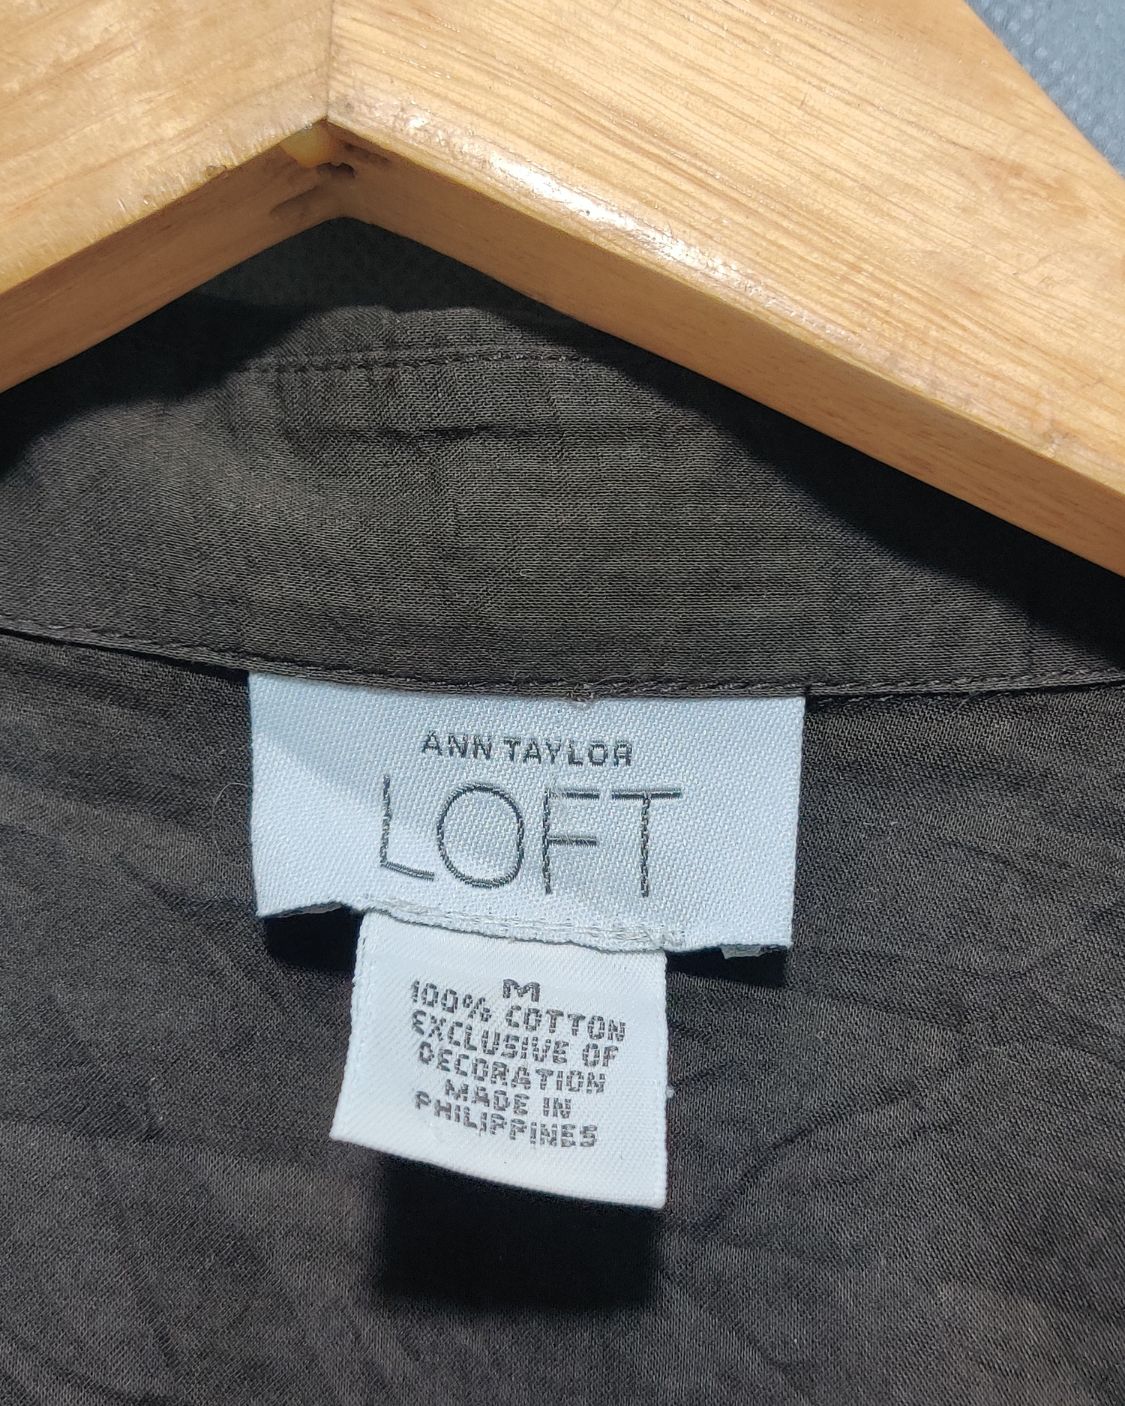 ANN TAYLOR
LOFT
M
100% COTTON
EXCLUSIVE OF
DECORATION
MADE IN
PHILIPPINES